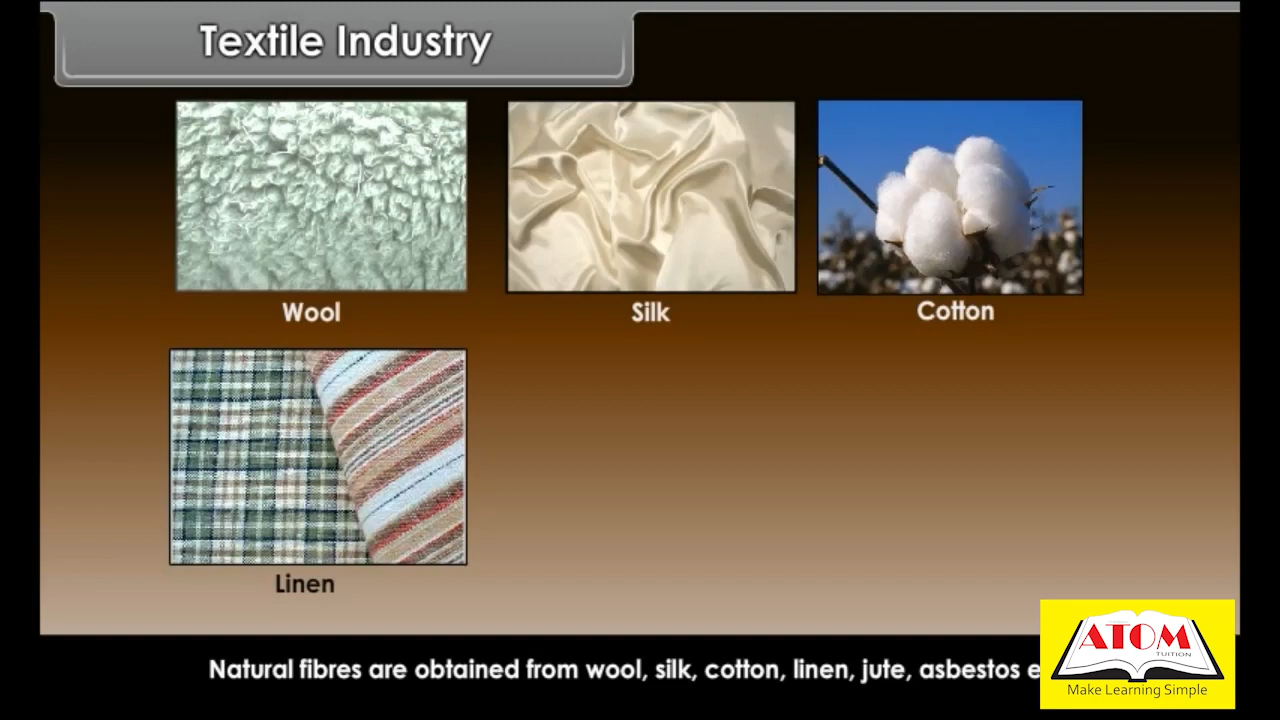 Textile Industry
Wool
Silk
Cotton
Linen
Natural fibres are obtained from wool, silk, cotton, linen, jute, asbestos
ATOM
TUITION
Make Learning Simple